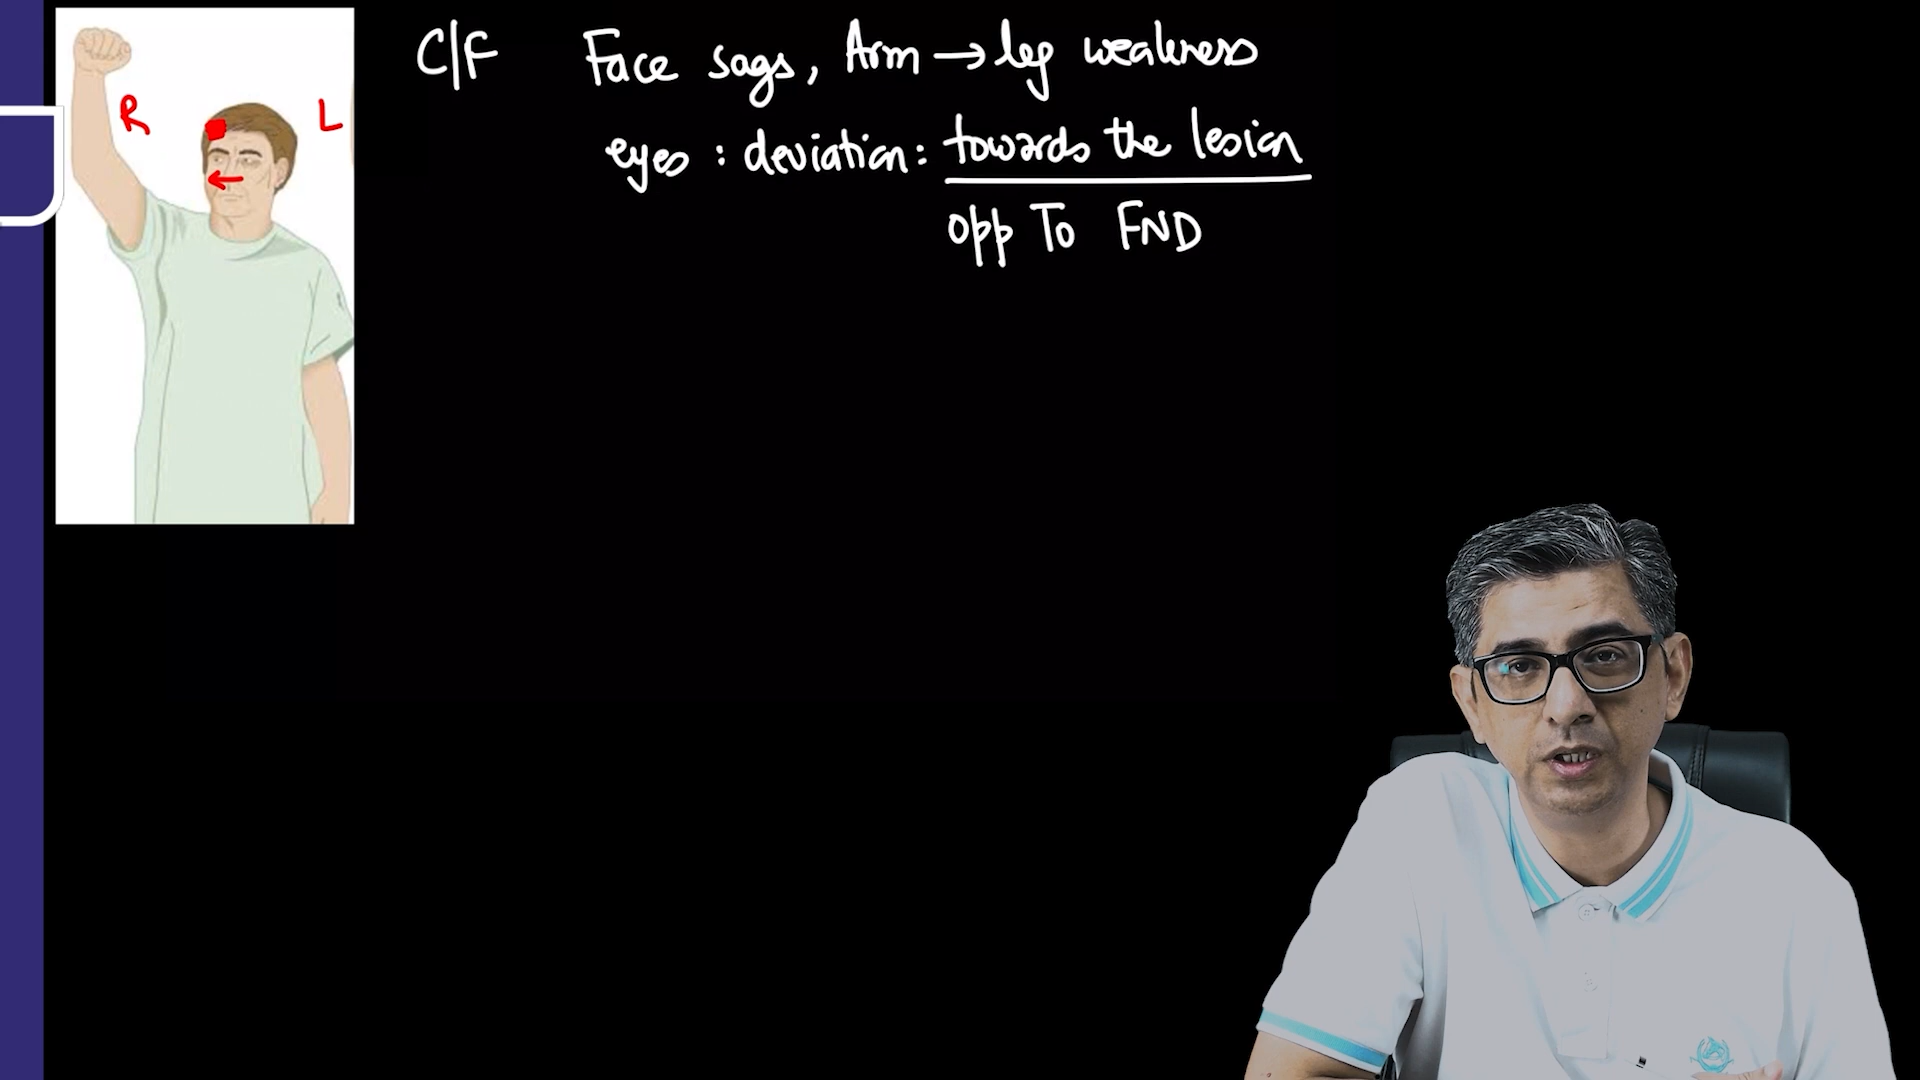 C/F Face sags, Arm → leg weakness
R L
eyes : deviation: towards the lesion
opp To FND